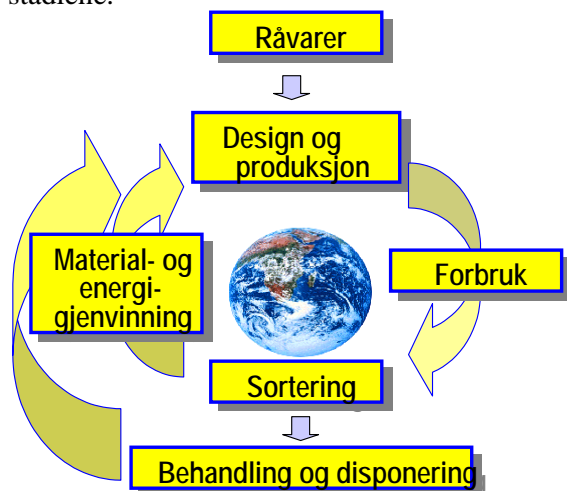 stadiene.
Råvarer
Design og
produksjon
Material- og
energi-
gjenvinning
Forbruk
Sortering
Behandling og disponering